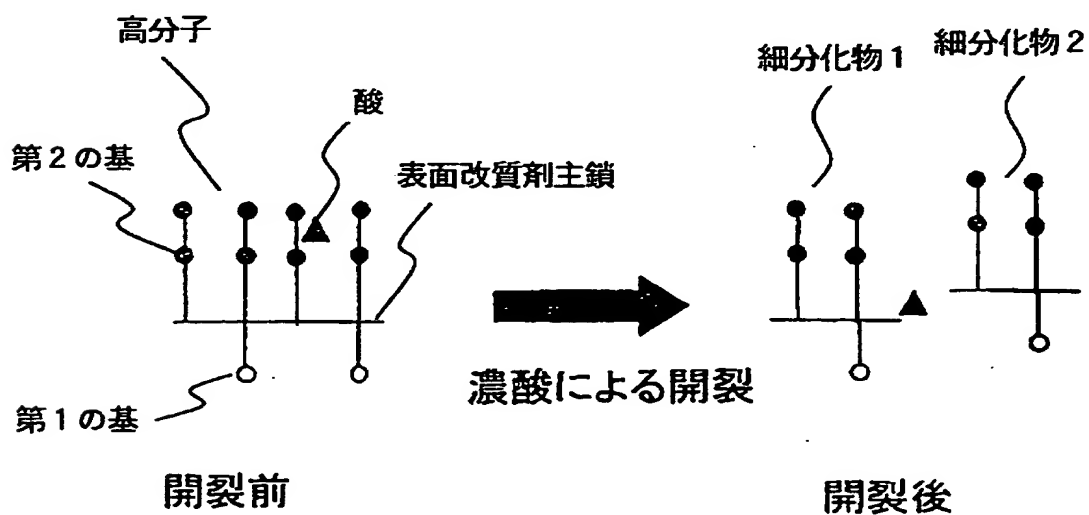 高分子
細分化物1
細分化物2
酸
第2の基
表面改質剤主鎖
濃酸による開裂
第1の基
開裂前
開裂後